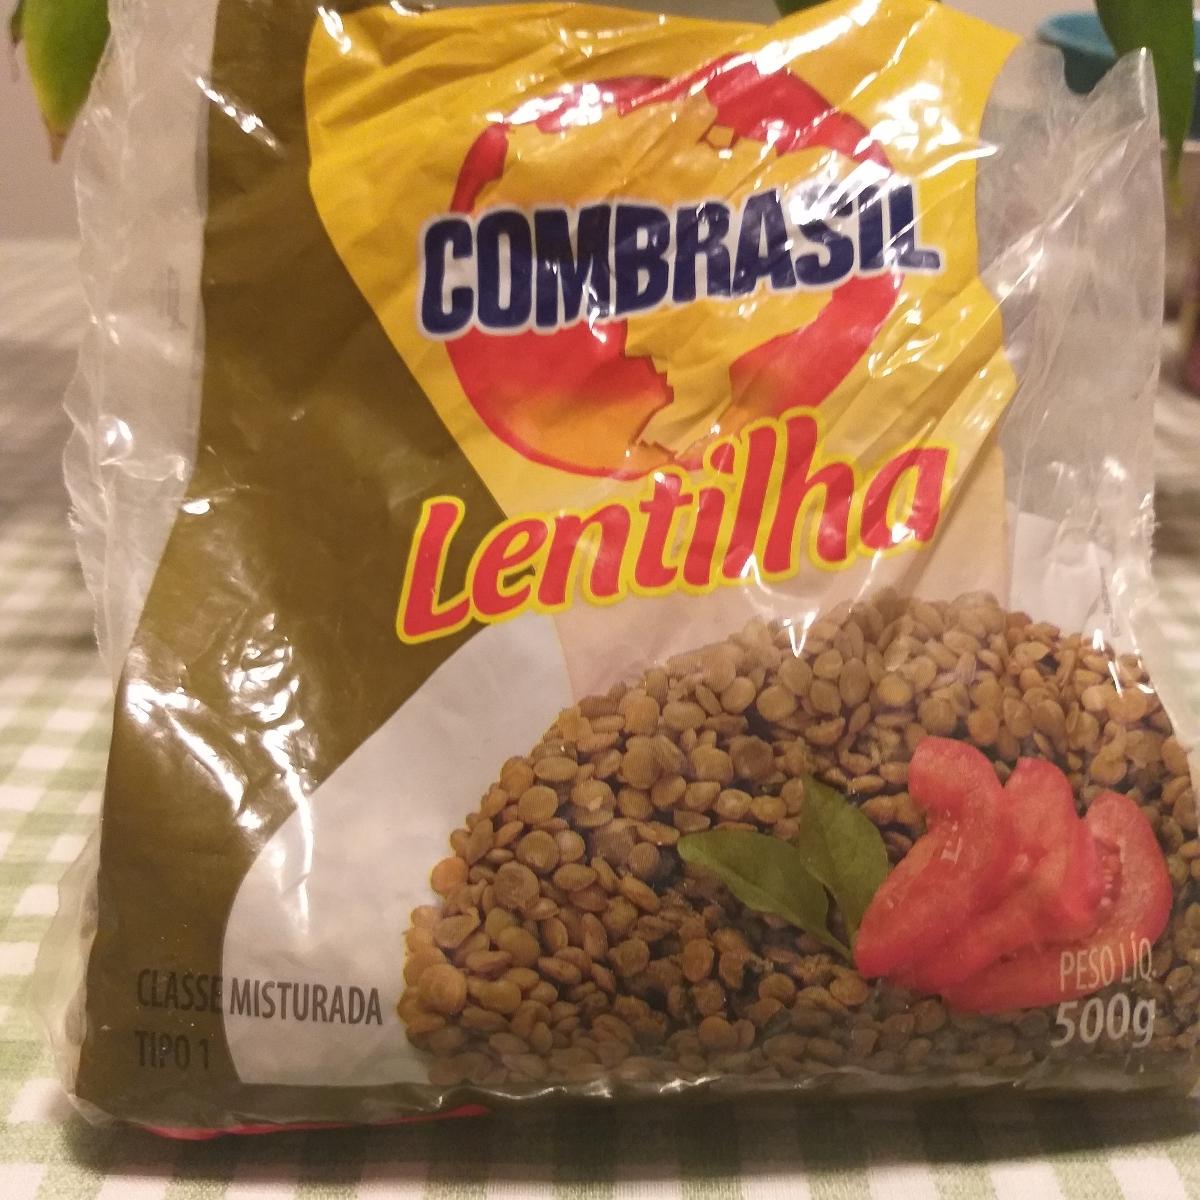 COMBRASIL
Lentilha
CLASSE MISTURADA
TIPO 1
PESO LÍQ.
500g